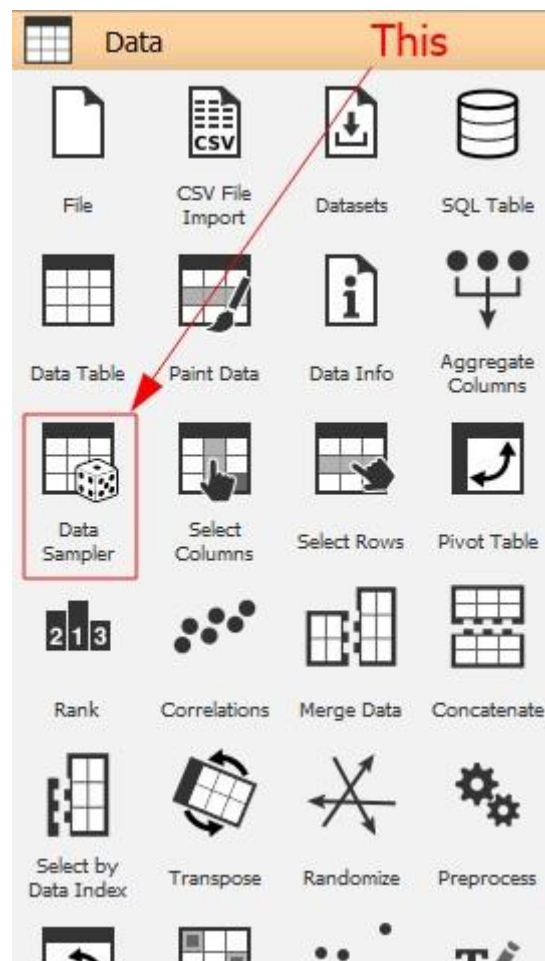 Data
This
CSV
File
CSV File
Import
Datasets
SQL Table
i
Data Table
Paint Data
Data Info
Aggregate
Columns
Data
Sampler
Select
Columns
Select Rows
Pivot Table
2 1 3
Rank
Correlations
Merge Data
Concatenate
Select by
Data Index
Transpose
Randomize
Preprocess